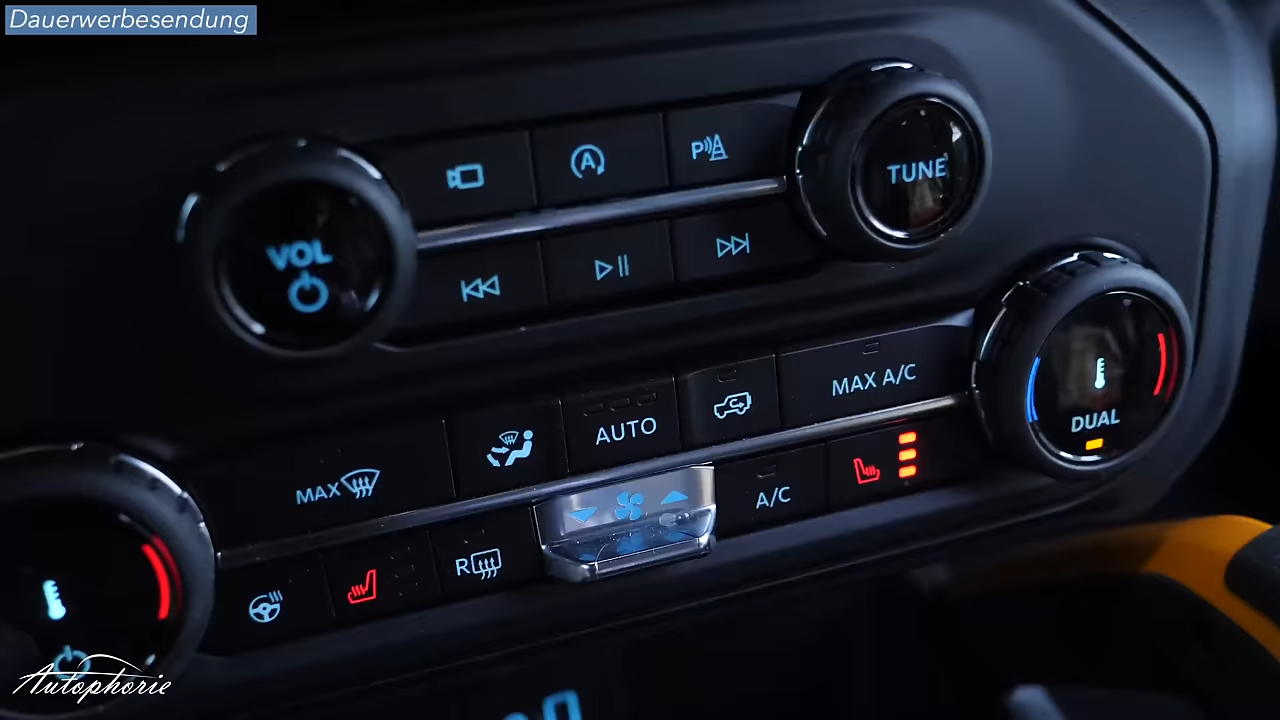 Dauerwerbesendung
TUNE
VOL
P
A
MAX A/C
DUAL
AUTO
MAX
A/C
R
Autophorie